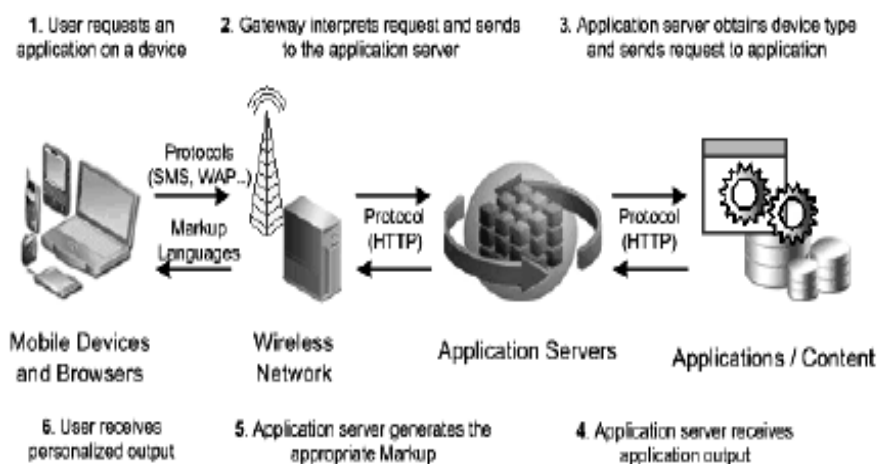 1. User requests an
application on a device
2. Gateway interprets request and sends
to the application server
3. Application server obtains device type
and sends request to application
Protocols
(SMS, WAP..)
Markup
Languages
Protocol
(HTTP)
Protocol
(HTTP)
Mobile Devices
and Browsers
Wireless
Network
Application Servers
Applications / Content
6. User receives
personalized output
5. Application server generates the
appropriate Markup
4. Application server receives
application output